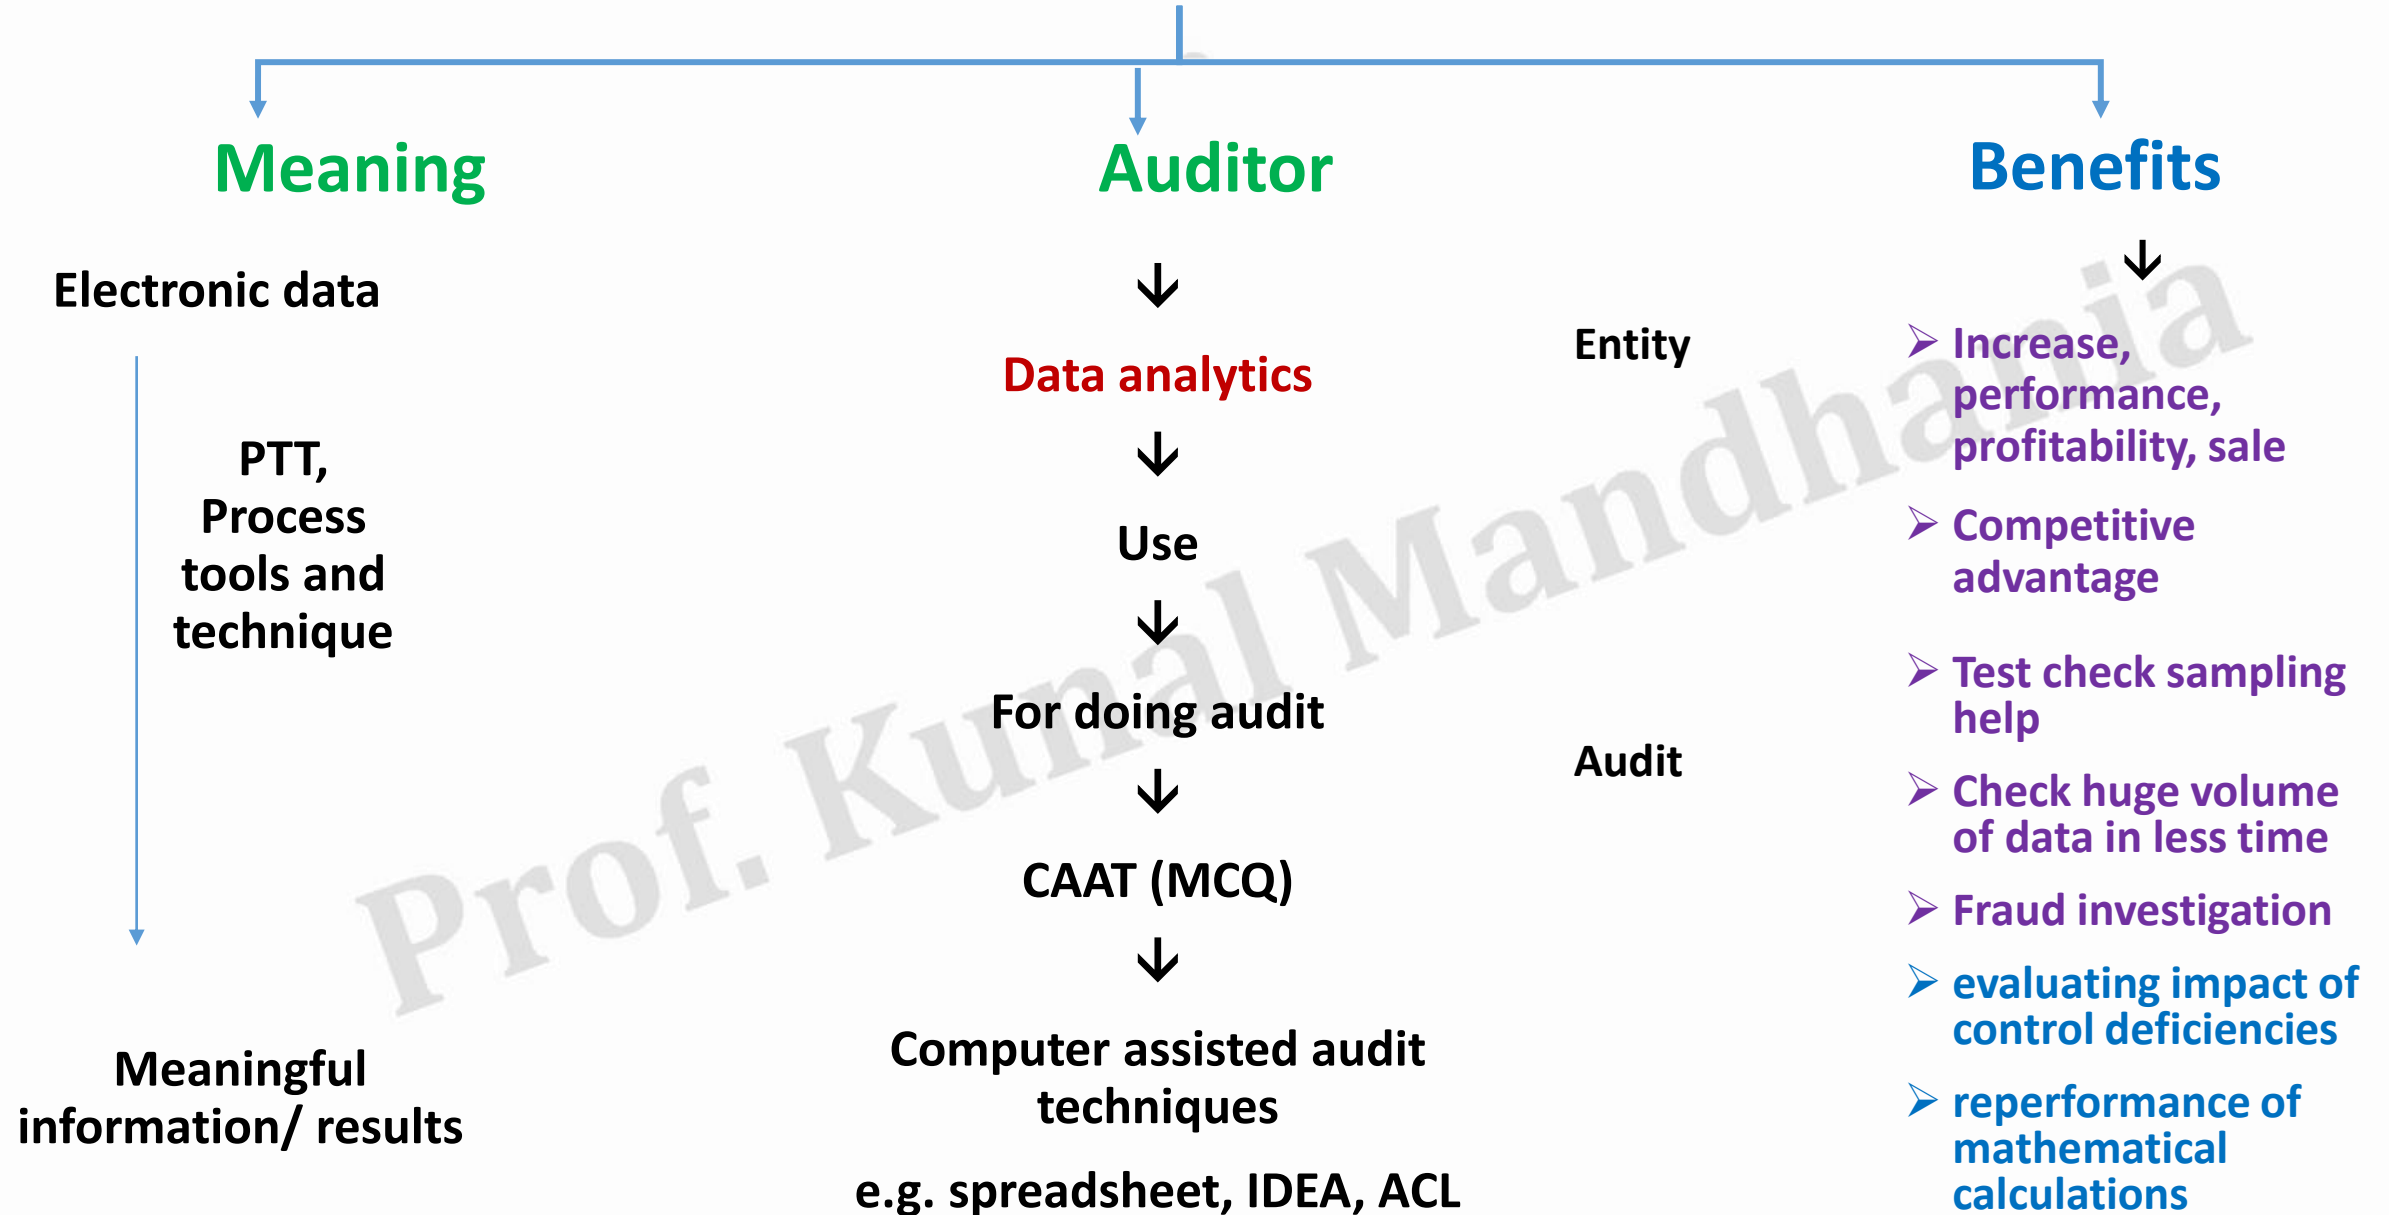 Meaning
Electronic data
PTT,
Process
tools and
technique
Meaningful
information/ results
Auditor
↓
Data analytics
↓
Use
↓
For doing audit
↓
CAAT (MCQ)
↓
Computer assisted audit
techniques
e.g. spreadsheet, IDEA, ACL
Benefits
↓
Entity
➢ Increase,
performance,
profitability, sale
➢ Competitive
advantage
Audit
➢ Test check sampling
help
➢ Check huge volume
of data in less time
➢ Fraud investigation
➢ evaluating impact of
control deficiencies
➢ reperformance of
mathematical
calculations
Prof. Kunal Mandhania